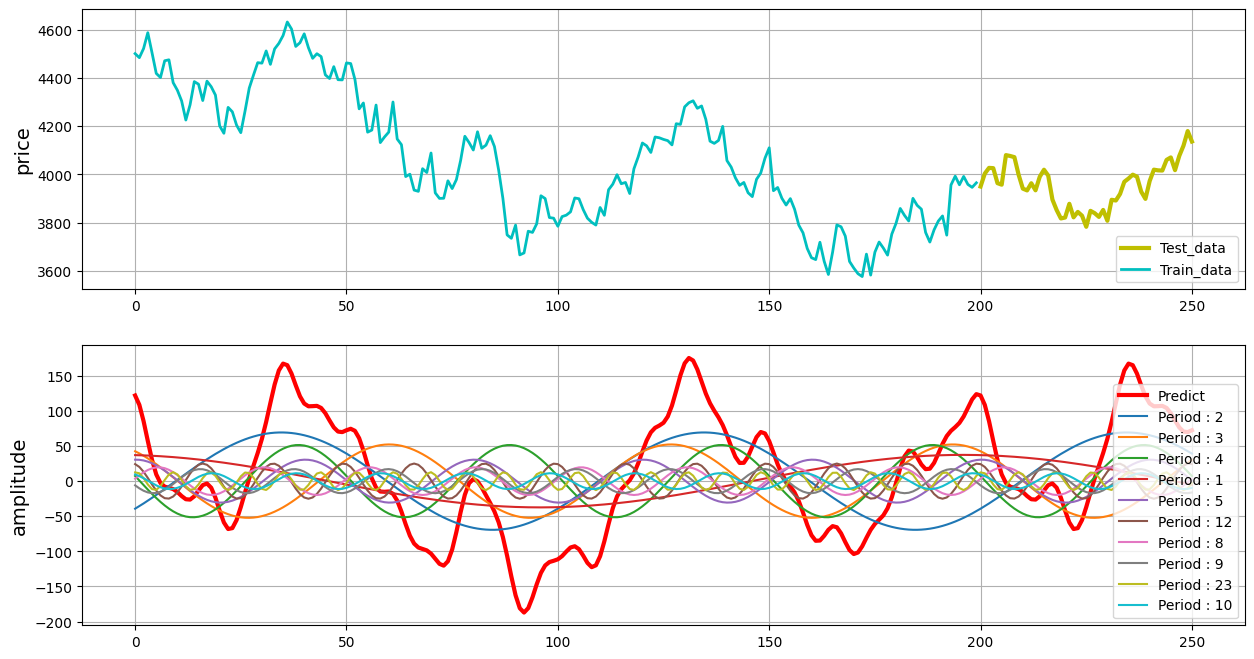 price
4600
4400
4200
4000
3800
3600
0 50 100 150 200 250
Test_data
Train_data
amplitude
150
100
50
0
−50
−100
−150
−200
0 50 100 150 200 250
Predict
Period : 2
Period : 3
Period : 4
Period : 1
Period : 5
Period : 12
Period : 8
Period : 9
Period : 23
Period : 10